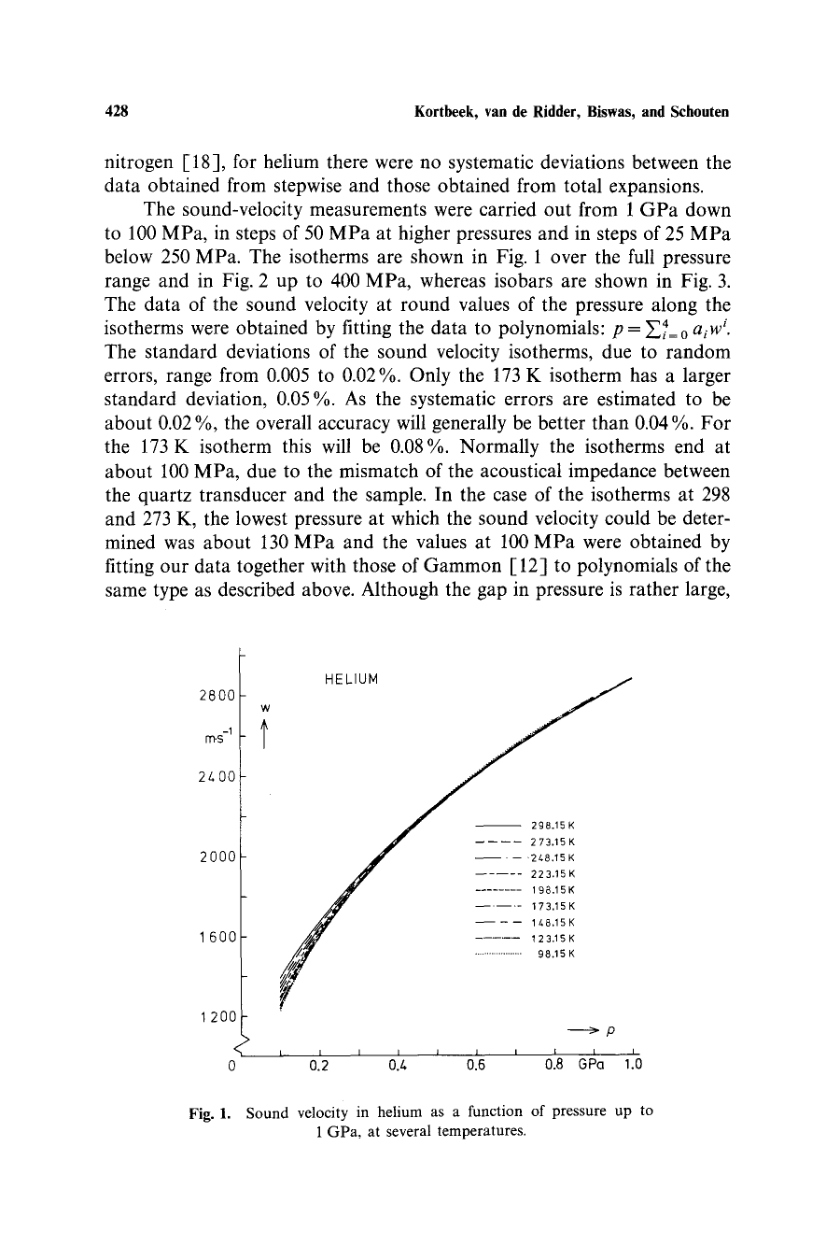 428 Kortbeek, van de Ridder, Biswas, and Schouten
nitrogen [18], for helium there were no systematic deviations between the
data obtained from stepwise and those obtained from total expansions.
The sound-velocity measurements were carried out from 1 GPa down
to 100 MPa, in steps of 50 MPa at higher pressures and in steps of 25 MPa
below 250 MPa. The isotherms are shown in Fig. 1 over the full pressure
range and in Fig. 2 up to 400 MPa, whereas isobars are shown in Fig. 3.
The data of the sound velocity at round values of the pressure along the
isotherms were obtained by fitting the data to polynomials: p = ∑⁴ᵢ₌₀ aᵢwⁱ.
The standard deviations of the sound velocity isotherms, due to random
errors, range from 0.005 to 0.02%. Only the 173 K isotherm has a larger
standard deviation, 0.05%. As the systematic errors are estimated to be
about 0.02%, the overall accuracy will generally be better than 0.04%. For
the 173 K isotherm this will be 0.08%. Normally the isotherms end at
about 100 MPa, due to the mismatch of the acoustical impedance between
the quartz transducer and the sample. In the case of the isotherms at 298
and 273 K, the lowest pressure at which the sound velocity could be deter-
mined was about 130 MPa and the values at 100 MPa were obtained by
fitting our data together with those of Gammon [12] to polynomials of the
same type as described above. Although the gap in pressure is rather large,
HELIUM
2800
w
m·s⁻¹
2400
298.15 K
273.15 K
2000
248.15 K
223.15 K
198.15 K
173.15 K
148.15 K
1600
123.15 K
98.15 K
1200
p
0 0.2 0.4 0.6 0.8 GPa 1.0
Fig. 1. Sound velocity in helium as a function of pressure up to
1 GPa, at several temperatures.